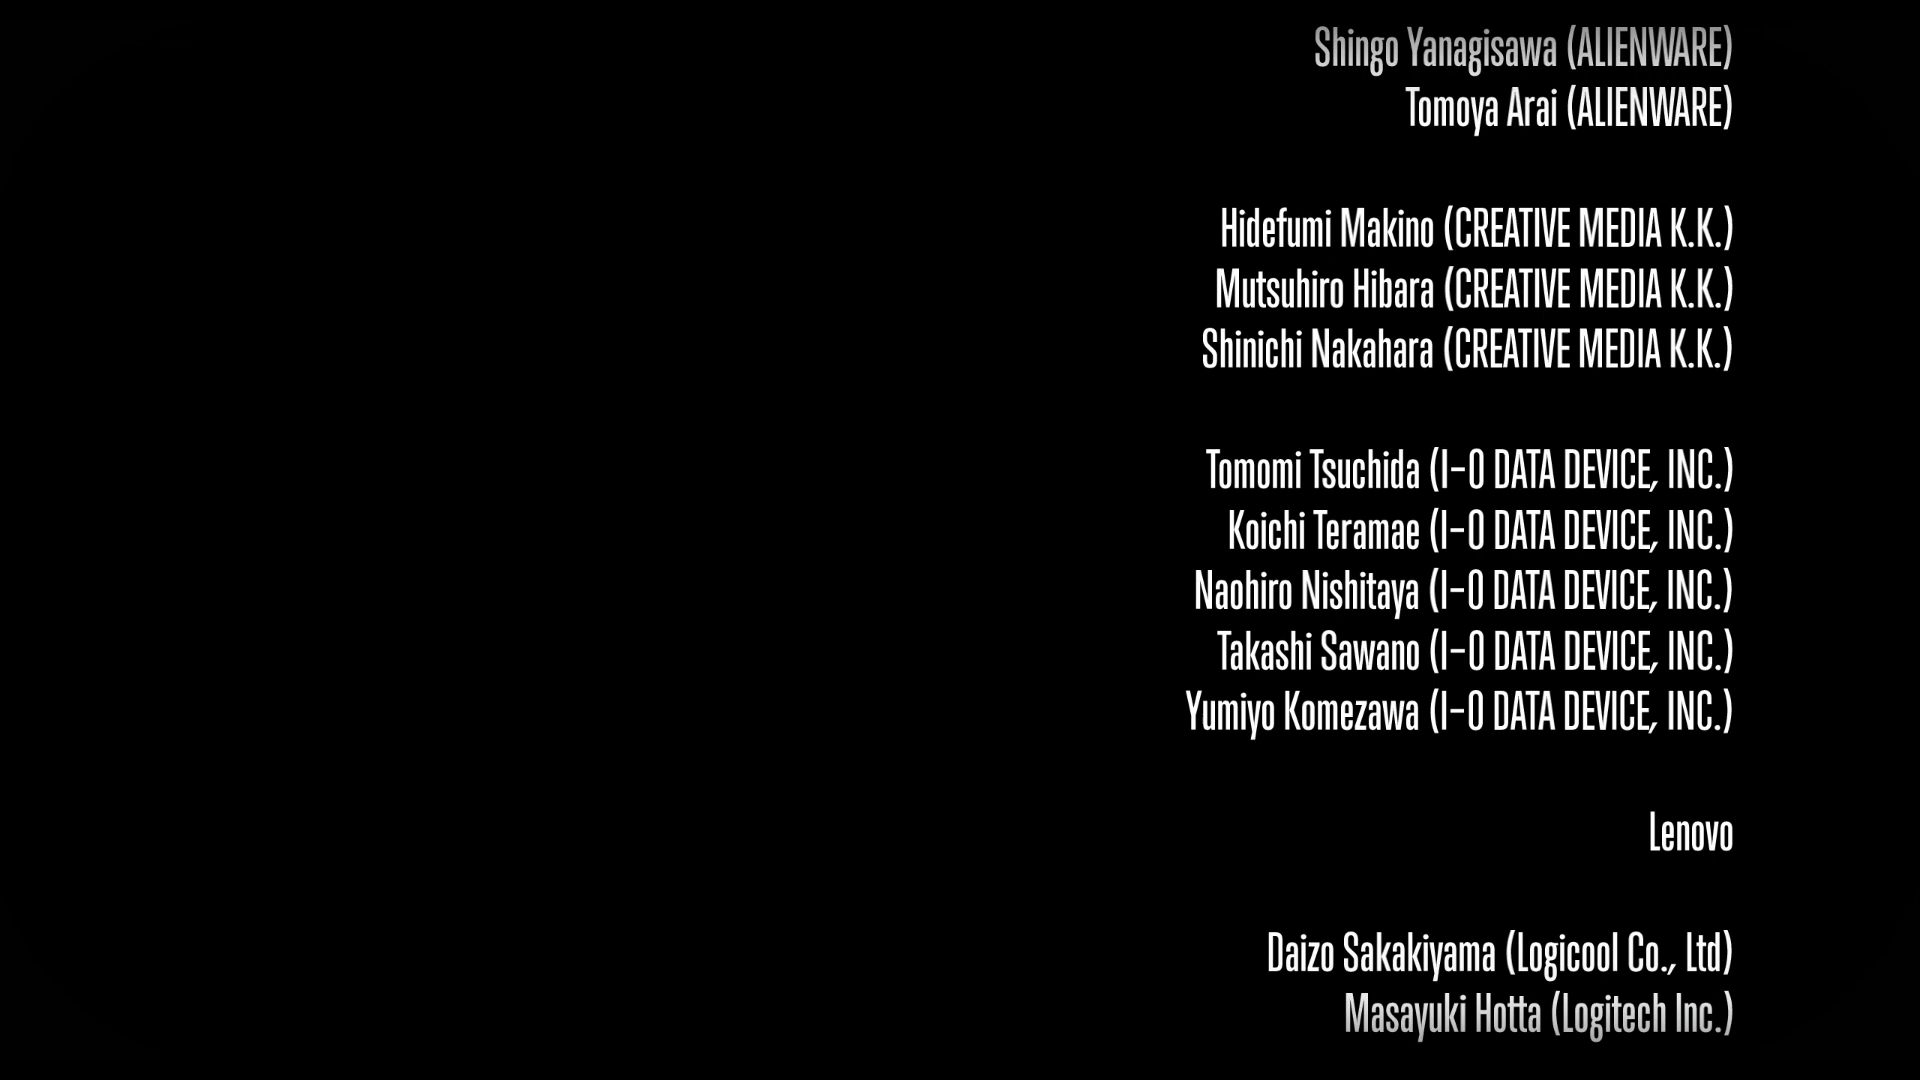 Shingo Yanagisawa (ALIENWARE)
Tomoya Arai (ALIENWARE)
Hidefumi Makino (CREATIVE MEDIA K.K.)
Mutsuhiro Hibara (CREATIVE MEDIA K.K.)
Shinichi Nakahara (CREATIVE MEDIA K.K.)
Tomomi Tsuchida (I-O DATA DEVICE, INC.)
Koichi Teramae (I-O DATA DEVICE, INC.)
Naohiro Nishitaya (I-O DATA DEVICE, INC.)
Takashi Sawano (I-O DATA DEVICE, INC.)
Yumiyo Komezawa (I-O DATA DEVICE, INC.)
Lenovo
Daizo Sakakiyama (Logicool Co., Ltd)
Masayuki Hotta (Logitech Inc.)